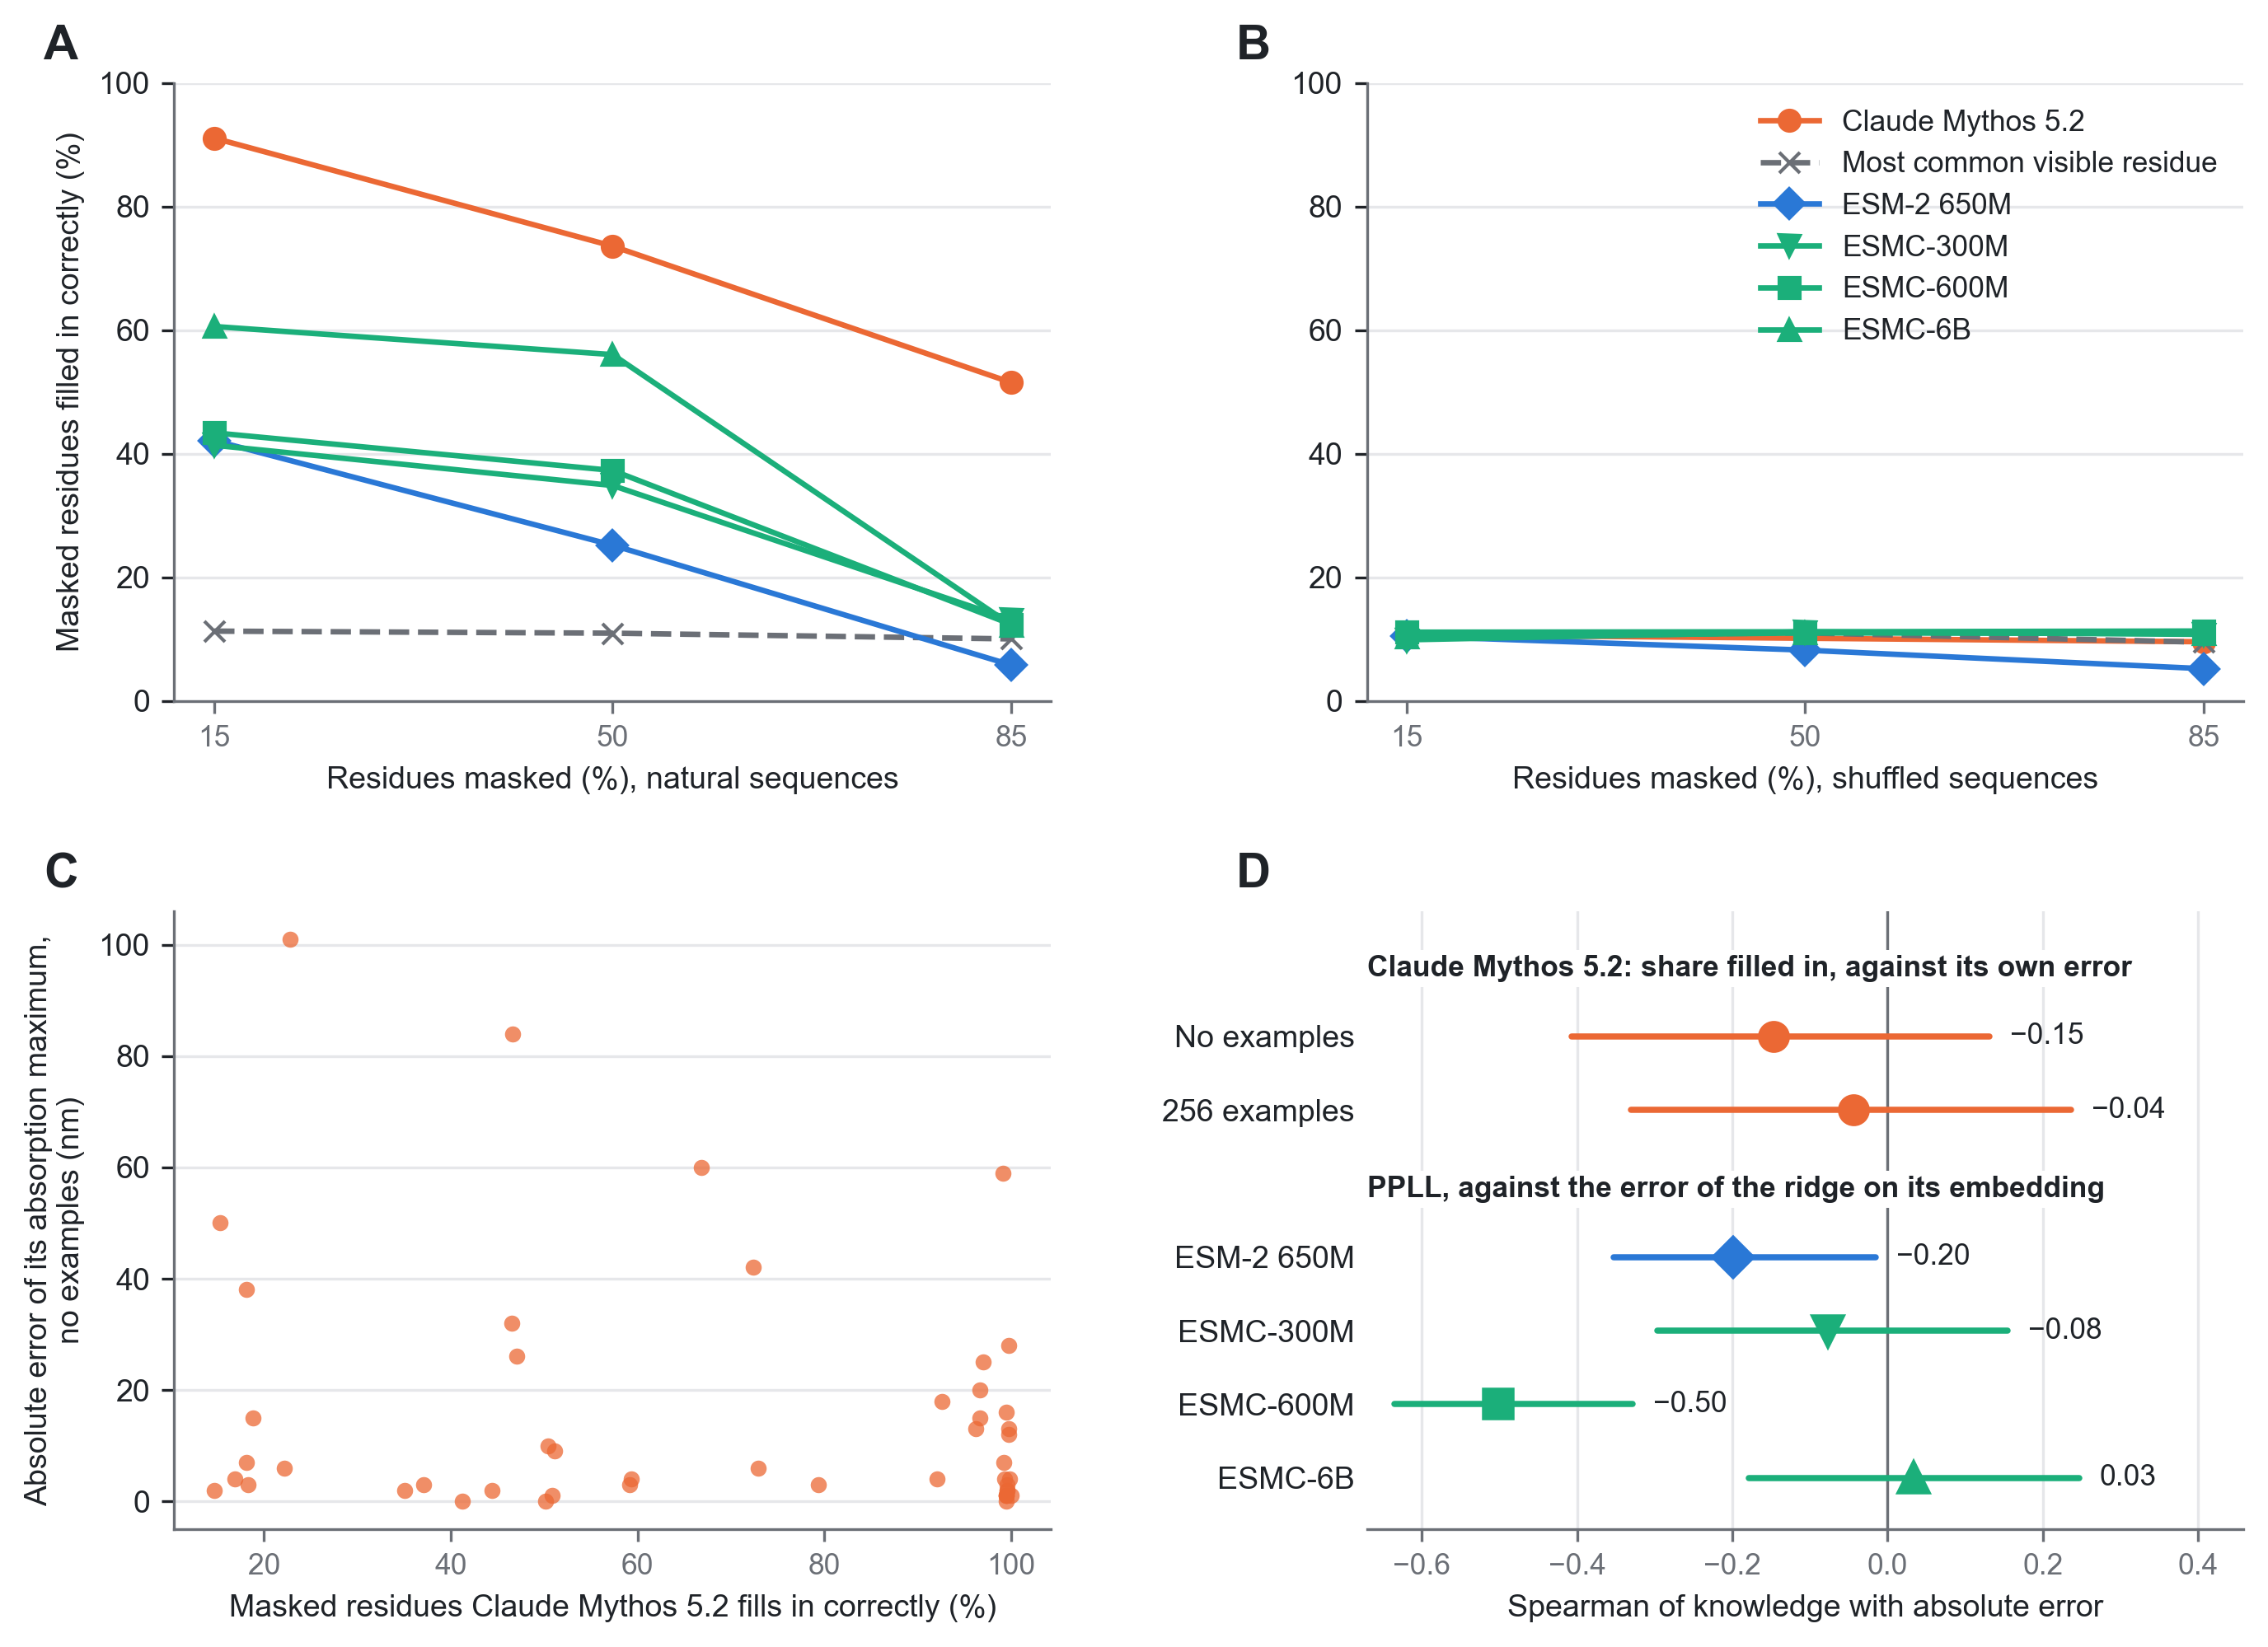 A
Masked residues filled in correctly (%)
100
80
60
40
20
0
15
50
85
Residues masked (%), natural sequences
B
100
80
60
40
20
0
Claude Mythos 5.2
Most common visible residue
ESM-2 650M
ESMC-300M
ESMC-600M
ESMC-6B
15
50
85
Residues masked (%), shuffled sequences
C
Absolute error of its absorption maximum,
no examples (nm)
100
80
60
40
20
0
20
40
60
80
100
Masked residues Claude Mythos 5.2 fills in correctly (%)
D
Claude Mythos 5.2: share filled in, against its own error
No examples
−0.15
256 examples
−0.04
PPLL, against the error of the ridge on its embedding
ESM-2 650M
−0.20
ESMC-300M
−0.08
ESMC-600M
−0.50
ESMC-6B
0.03
−0.6
−0.4
−0.2
0.0
0.2
0.4
Spearman of knowledge with absolute error